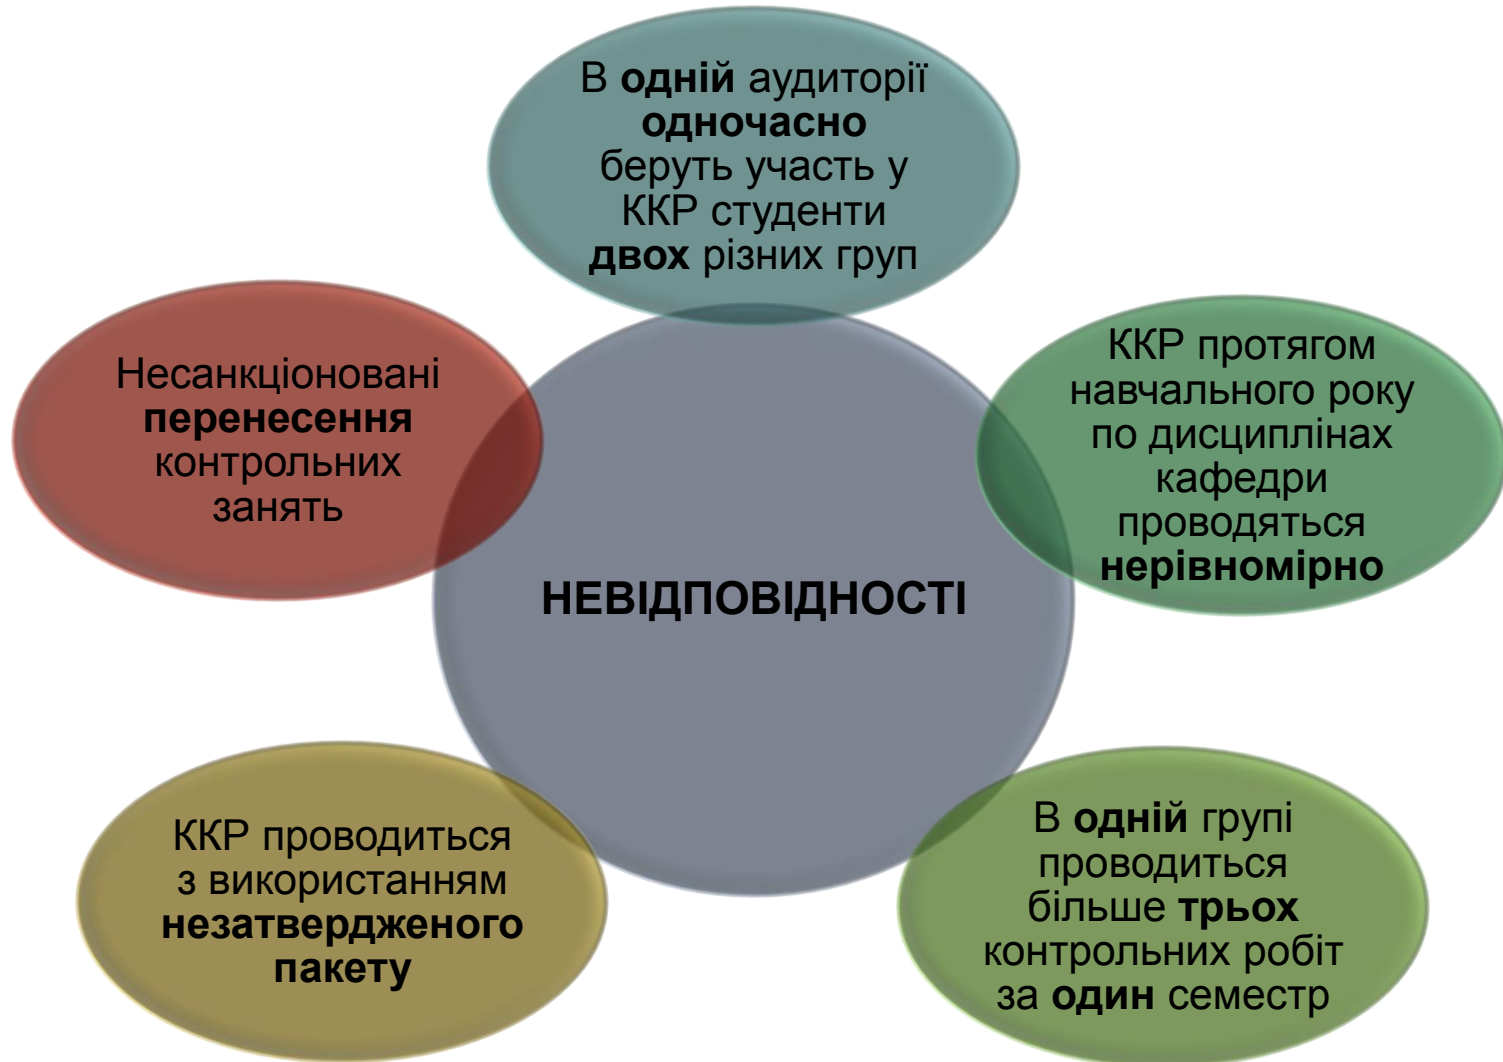 В одній аудиторії
одночасно
беруть участь у
ККР студенти
двох різних груп
ККР протягом
навчального року
по дисциплінах
кафедри
проводяться
нерівномірно
В одній групі
проводиться
більше трьох
контрольних робіт
за один семестр
ККР проводиться
з використанням
незатвердженого
пакету
Несанкціоновані
перенесення
контрольних
занять
НЕВІДПОВІДНОСТІ